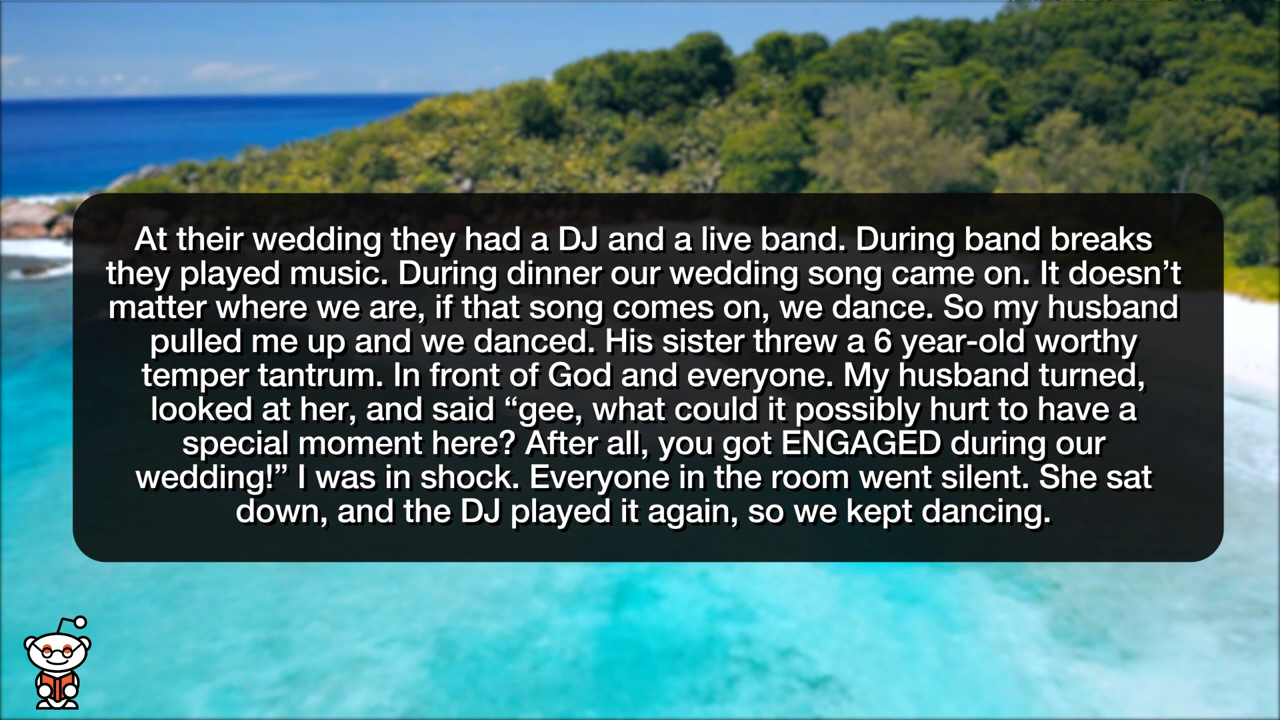 At their wedding they had a DJ and a live band. During band breaks
they played music. During dinner our wedding song came on. It doesn’t
matter where we are, if that song comes on, we dance. So my husband
pulled me up and we danced. His sister threw a 6 year-old worthy
temper tantrum. In front of God and everyone. My husband turned,
looked at her, and said “gee, what could it possibly hurt to have a
special moment here? After all, you got ENGAGED during our
wedding!” I was in shock. Everyone in the room went silent. She sat
down, and the DJ played it again, so we kept dancing.